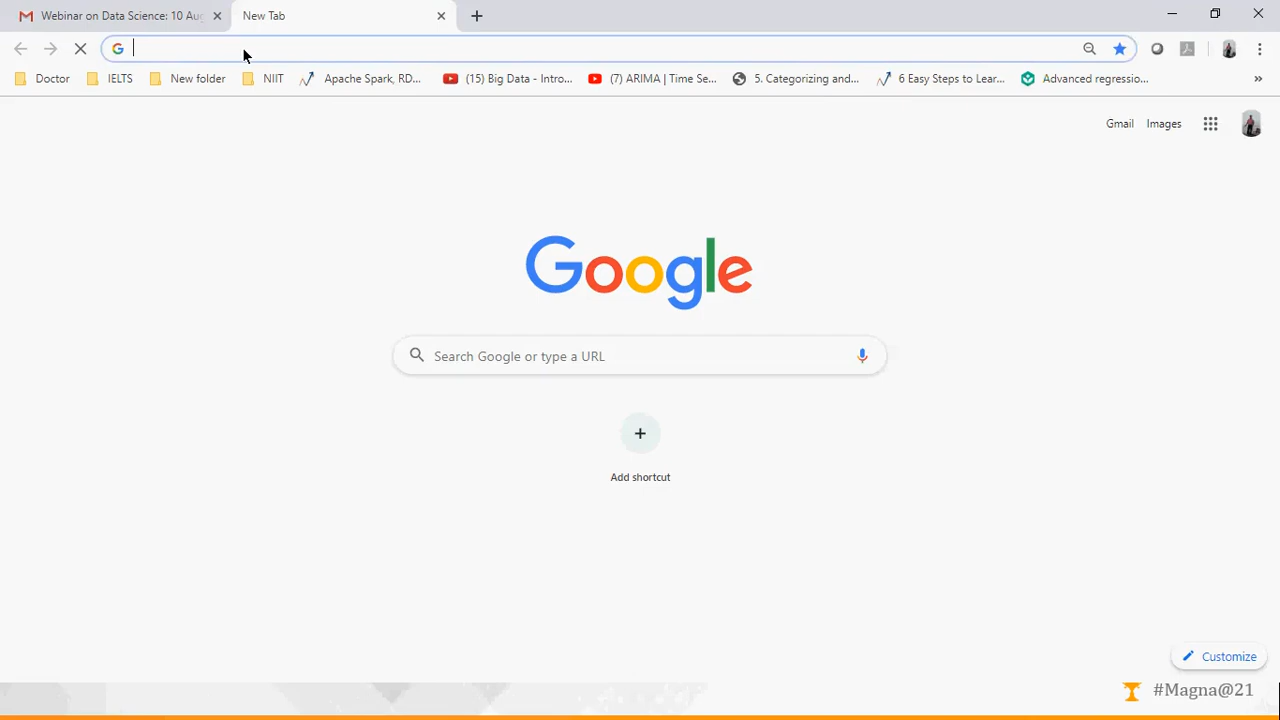 Webinar on Data Science: 10 Aug
New Tab
Doctor
IELTS
New folder
NIIT
Apache Spark, RD...
(15) Big Data - Intro...
(7) ARIMA | Time Se...
5. Categorizing and...
6 Easy Steps to Lear...
Advanced regressio...
Gmail
Images
Google
Search Google or type a URL
Add shortcut
Customize
#Magna@21